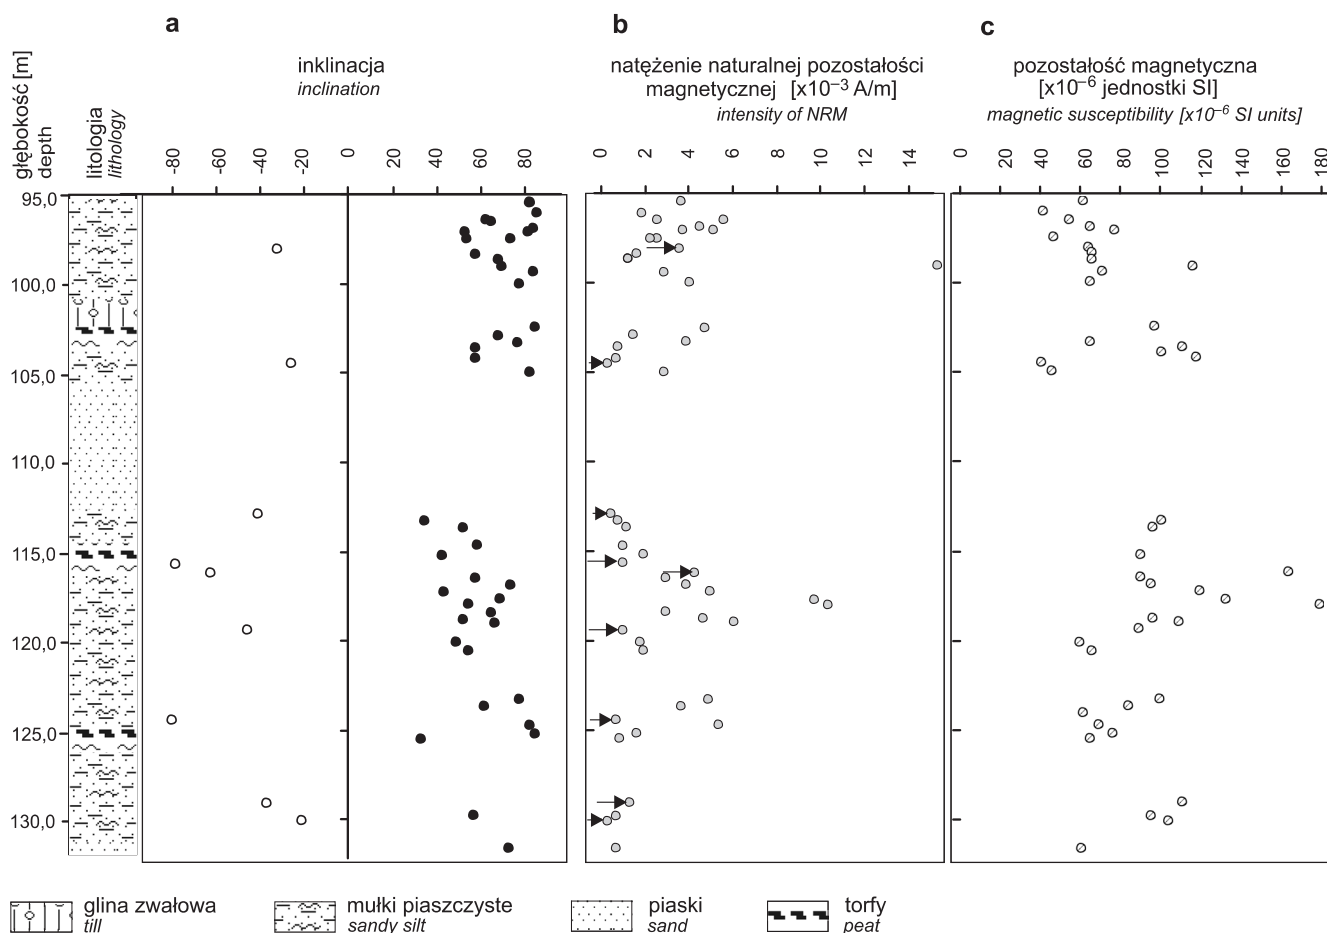 a
b
c
głębokość [m]
depth
litologia
lithology
inklinacja
inclination
natężenie naturalnej pozostałości
magnetycznej [x10⁻³ A/m]
intensity of NRM
pozostałość magnetyczna
[x10⁻⁶ jednostki SI]
magnetic susceptibility [x10⁻⁶ SI units]
-80 -60 -40 -20 0 20 40 60 80
0 2 4 6 8 10 12 14
0 20 40 60 80 100 120 140 160 180
95,0
100,0
105,0
110,0
115,0
120,0
125,0
130,0
glina zwałowa
till
mułki piaszczyste
sandy silt
piaski
sand
torfy
peat